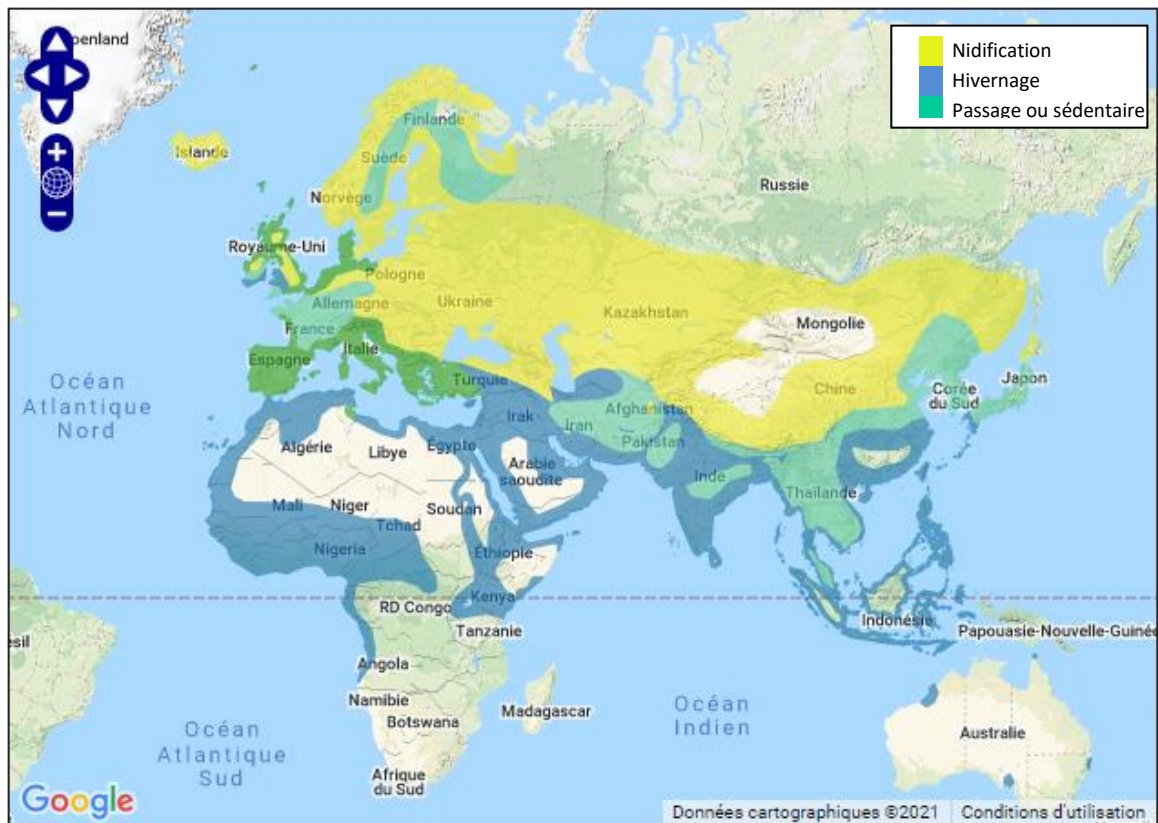 oenland
Nidification
Hivernage
Passage ou sédentaire
Finlande
Islande
Suède
Russie
Norvège
Royaume-Uni
Pologne
Allemagne
Ukraine
Kazakhstan
Mongolie
France
Italie
Espagne
Turquie
Chine
Japon
Corée
du Sud
Océan
Atlantique
Nord
Irak
Afghanistan
Iran
Pakistan
Algérie
Libye
Égypte
Arabie
saoudite
Inde
Thaïlande
Mali
Niger
Tchad
Soudan
Nigeria
Éthiopie
Kenya
RD Congo
Indonésie
Tanzanie
Papouasie-Nouvelle-Guinée
sil
Angola
Namibie
Botswana
Madagascar
Océan
Indien
Australie
Océan
Atlantique
Sud
Afrique
du Sud
Google
Données cartographiques ©2021
Conditions d'utilisation